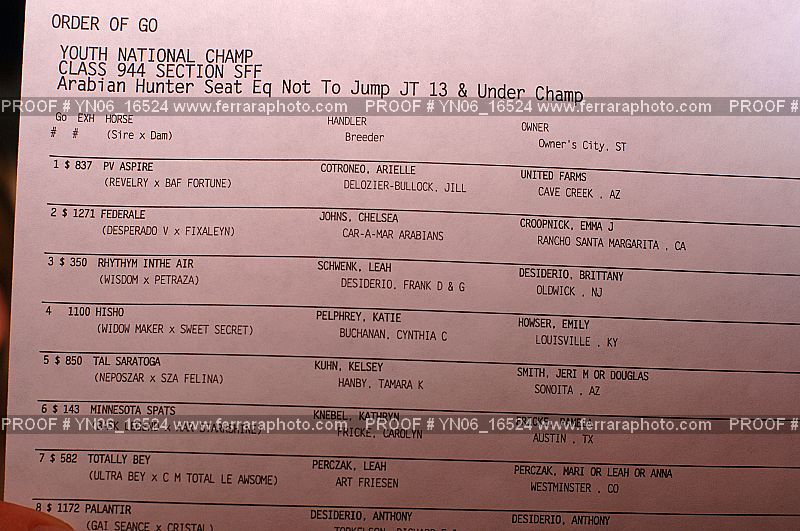 ORDER OF GO
YOUTH NATIONAL CHAMP
CLASS 944 SECTION SFF
Arabian Hunter Seat Eq Not To Jump JT 13 & Under Champ
PROOF # YN06_16524 www.ferraraphoto.com PROOF # YN06_16524 www.ferraraphoto.com PROOF #
Go EXH HORSE HANDLER OWNER
# # (Sire x Dam) Breeder Owner's City, ST
1 $ 837 PV ASPIRE COTRONEO, ARIELLE UNITED FARMS
(REVELRY x BAF FORTUNE) DELOZIER-BULLOCK, JILL CAVE CREEK , AZ
2 $ 1271 FEDERALE JOHNS, CHELSEA CROOPNICK, EMMA J
(DESPERADO V x FIXALEYN) CAR-A-MAR ARABIANS RANCHO SANTA MARGARITA , CA
3 $ 350 RHYTHYM INTHE AIR SCHWENK, LEAH DESIDERIO, BRITTANY
(WISDOM x PETRAZA) DESIDERIO, FRANK D & G OLDWICK , NJ
4 1100 HISHO PELPHREY, KATIE HOWSER, EMILY
(WIDOW MAKER x SWEET SECRET) BUCHANAN, CYNTHIA C LOUISVILLE , KY
5 $ 850 TAL SARATOGA KUHN, KELSEY SMITH, JERI M OR DOUGLAS
(NEPOSZAR x SZA FELINA) HANBY, TAMARA K SONOITA , AZ
6 $ 143 MINNESOTA SPATS KNEBEL, KATHRYN
PROOF # YN06_16524 www.ferraraphoto.com PROOF # YN06_16524 www.ferraraphoto.com PROOF #
FRICKE, CAROLYN AUSTIN , TX
7 $ 582 TOTALLY BEY PERCZAK, LEAH PERCZAK, MARI OR LEAH OR ANNA
(ULTRA BEY x C M TOTAL LE AWSOME) ART FRIESEN WESTMINSTER , CO
8 $ 1172 PALANTIR DESIDERIO, ANTHONY DESIDERIO, ANTHONY
(GAI SEANCE x CRISTAL)